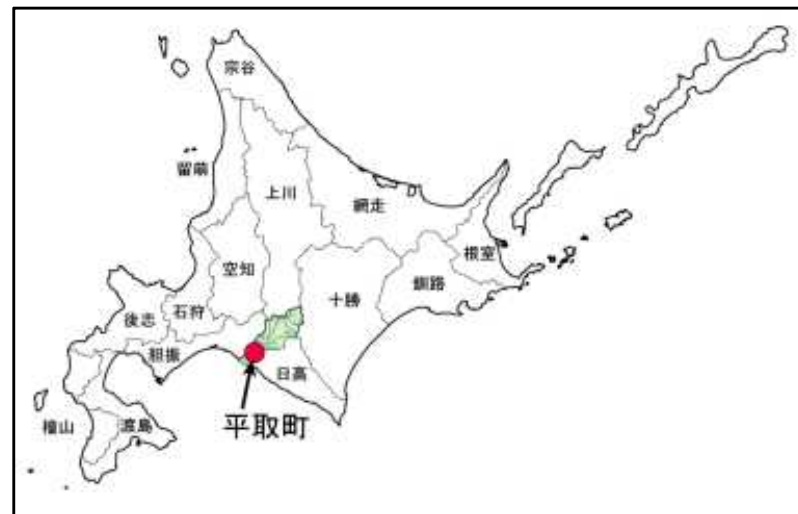 宗谷
留萌
上川
網走
空知
根室
釧路
十勝
石狩
後志
胆振
日高
平取町
檜山
渡島